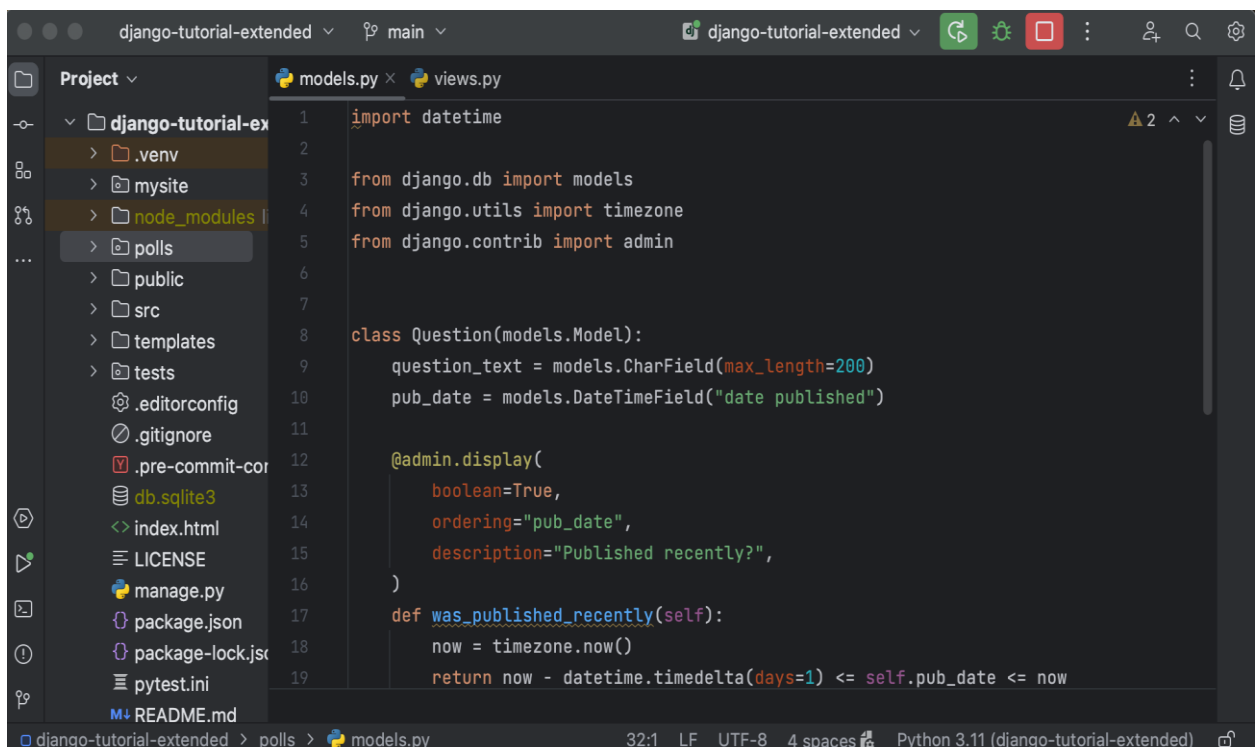 django-tutorial-extended main django-tutorial-extended
Project
models.py views.py
django-tutorial-ex
.venv
mysite
node_modules
polls
public
src
templates
tests
.editorconfig
.gitignore
.pre-commit-cor
db.sqlite3
index.html
LICENSE
manage.py
package.json
package-lock.jso
pytest.ini
M↓ README.md
1 import datetime
2
3 from django.db import models
4 from django.utils import timezone
5 from django.contrib import admin
6
7
8 class Question(models.Model):
9 question_text = models.CharField(max_length=200)
10 pub_date = models.DateTimeField("date published")
11
12 @admin.display(
13 boolean=True,
14 ordering="pub_date",
15 description="Published recently?",
16 )
17 def was_published_recently(self):
18 now = timezone.now()
19 return now - datetime.timedelta(days=1) <= self.pub_date <= now
2
django-tutorial-extended > polls > models.py 32:1 LF UTF-8 4 spaces Python 3.11 (django-tutorial-extended)